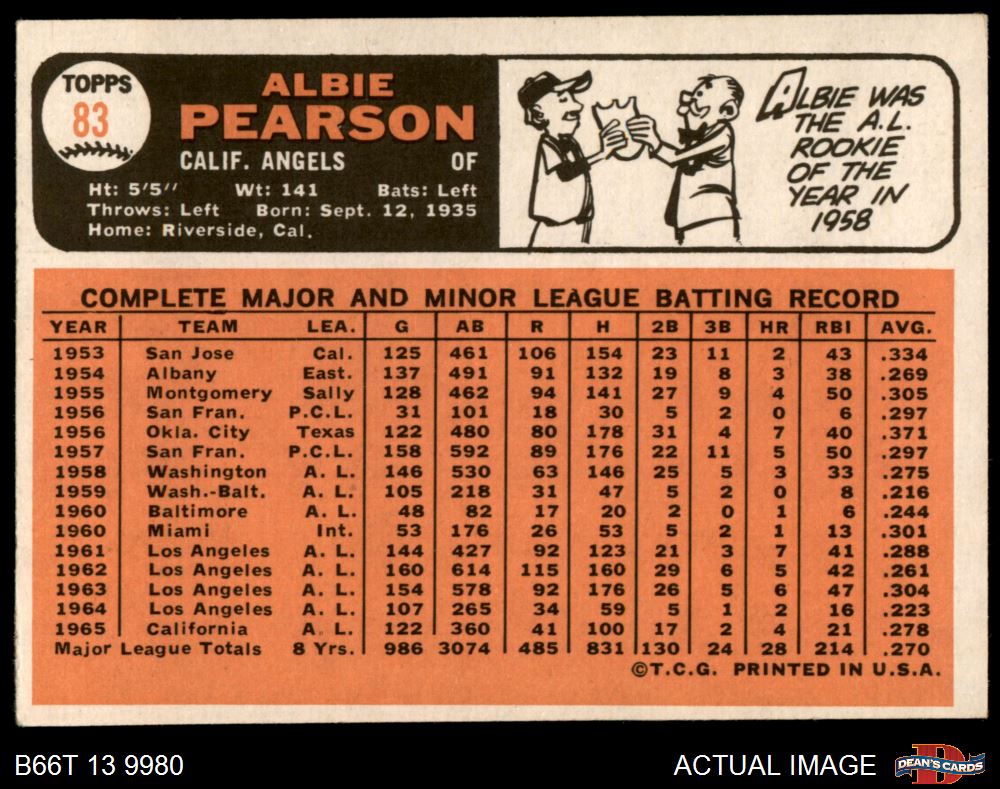 TOPPS
83
ALBIE
PEARSON
CALIF. ANGELS OF
Ht: 5'5" Wt: 141 Bats: Left
Throws: Left Born: Sept. 12, 1935
Home: Riverside, Cal.
ALBIE WAS
THE A.L.
ROOKIE
OF THE
YEAR IN
1958
COMPLETE MAJOR AND MINOR LEAGUE BATTING RECORD
YEAR TEAM LEA. G AB R H 2B 3B HR RBI AVG.
1953 San Jose Cal. 125 461 106 154 23 11 2 43 .334
1954 Albany East. 137 491 91 132 19 8 3 38 .269
1955 Montgomery Sally 128 462 94 141 27 9 4 50 .305
1956 San Fran. P.C.L. 31 101 18 30 5 2 0 6 .297
1956 Okla. City Texas 122 480 80 178 31 4 7 40 .371
1957 San Fran. P.C.L. 158 592 89 176 22 11 5 50 .297
1958 Washington A. L. 146 530 63 146 25 5 3 33 .275
1959 Wash.-Balt. A. L. 105 218 31 47 5 2 0 8 .216
1960 Baltimore A. L. 48 82 17 20 2 0 1 6 .244
1960 Miami Int. 53 176 26 53 5 2 1 13 .301
1961 Los Angeles A. L. 144 427 92 123 21 3 7 41 .288
1962 Los Angeles A. L. 160 614 115 160 29 6 5 42 .261
1963 Los Angeles A. L. 154 578 92 176 26 5 6 47 .304
1964 Los Angeles A. L. 107 265 34 59 5 1 2 16 .223
1965 California A. L. 122 360 41 100 17 2 4 21 .278
Major League Totals 8 Yrs. 986 3074 485 831 130 24 28 214 .270
©T.C.G. PRINTED IN U.S.A.
B66T 13 9980 ACTUAL IMAGE DEAN'S CARDS